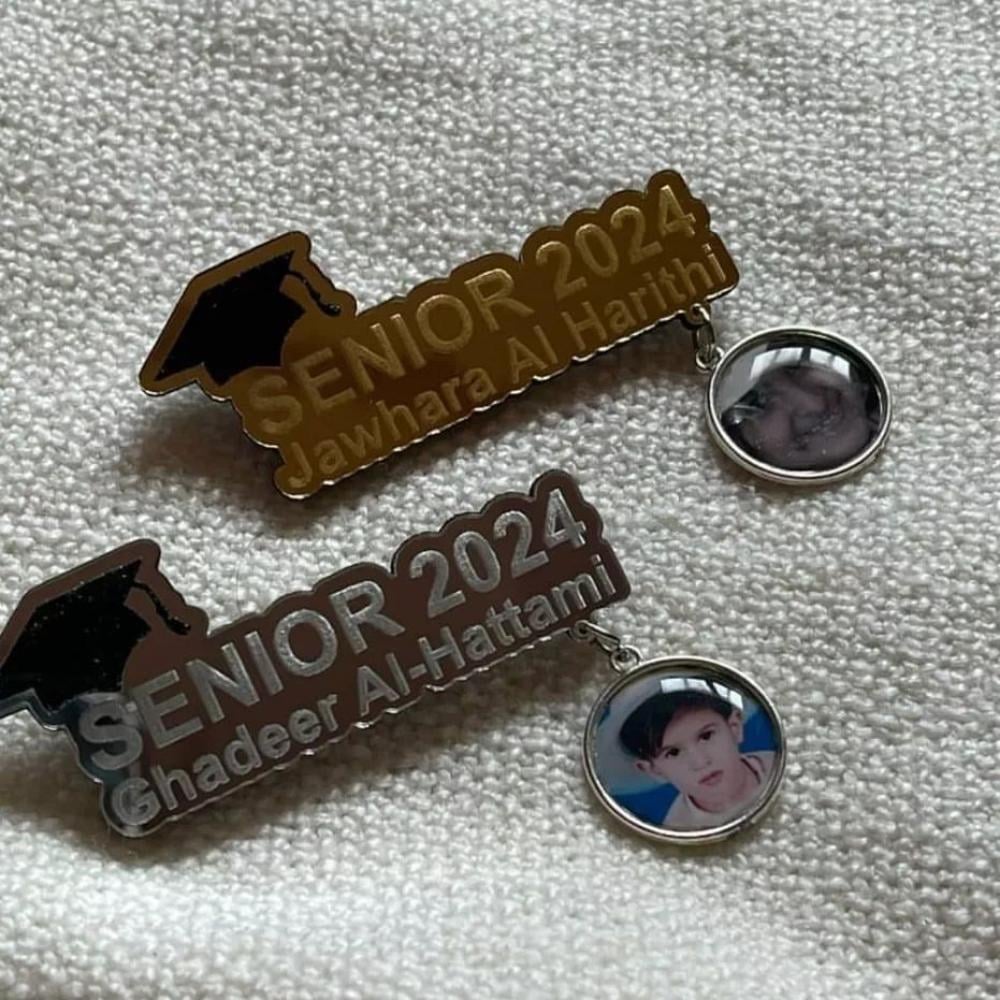 SENIOR 2024
Jawhara Al Harithi
SENIOR 2024
Ghadeer Al-Hattami